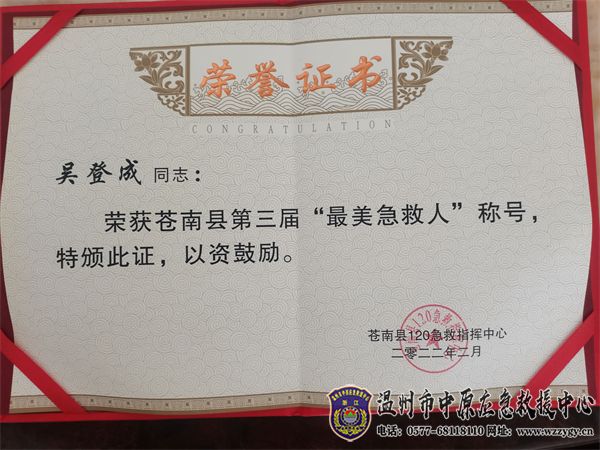 荣誉证书
CONGRATULATION
吴登成 同志：
荣获苍南县第三届“最美急救人”称号，
特颁此证，以资鼓励。
苍南县120急救指挥中心
二〇二二年二月
温州市中原应急救援中心
电话：0577-68118110 网址：www.wzzygy.cn